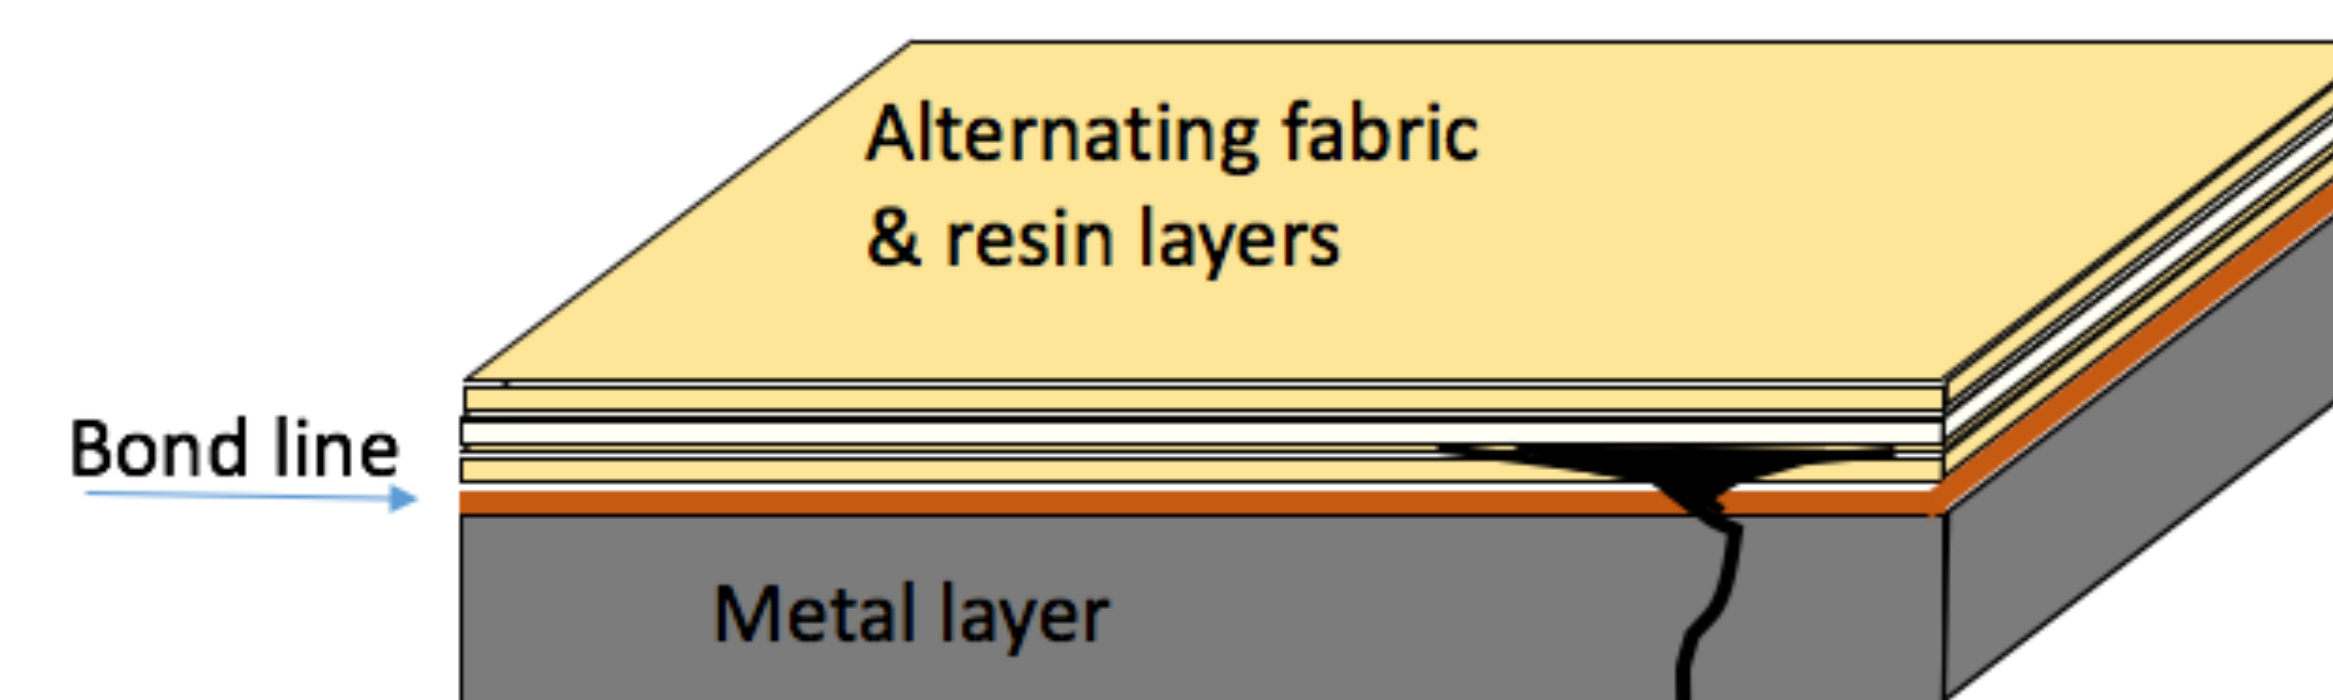 Alternating fabric
& resin layers
Bond line
Metal layer